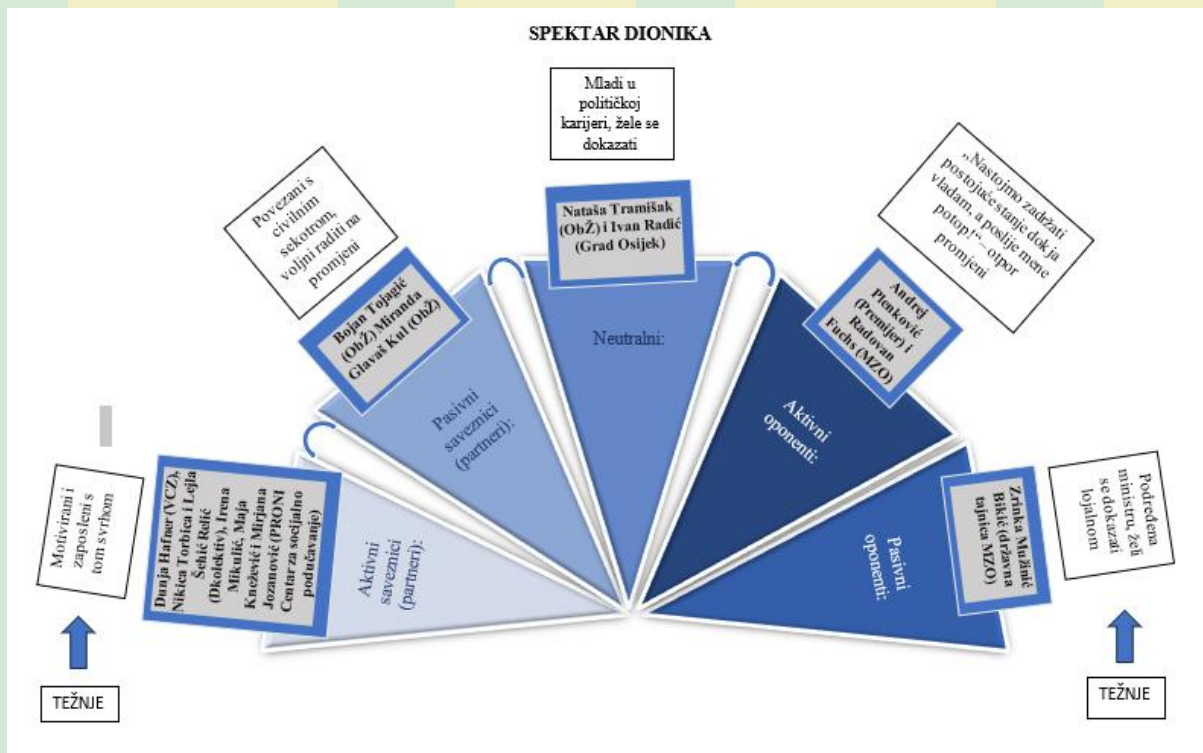 SPEKTAR DIONIKA
Mladi u
političkoj
karijeri, žele se
dokazati
Nataša Tramišak
(ObŽ) i Ivan Radić
(Grad Osijek)
Neutralni:
Povezani s
civilnim
sekotrom,
voljni raditi na
promjeni
Bojan Tojagić
(ObŽ) Miranda
Glavaš Kul (ObŽ)
Pasivni
saveznici
(partneri):
„Nastojmo zadržati
postojuće stanje dok ja
vladam, a poslije mene
potop!“– otpor
promjeni
Andrej
Plenković
(Premijer) i
Radovan
Fuchs (MZO)
Aktivni
oponenti:
Motivirani i
zaposleni s
tom svrhom
Dunja Hafner (VCZ),
Nikica Torbica i Lejla
Šehić Relić
(Dkolektiv), Irena
Mikulić, Maja
Knežević i Mirjana
Jozanović (PRONI
Centar za socijalno
podučavanje)
Aktivni
saveznici
(partneri):
Pasivni
oponenti:
Zrinka Mužinić
Bikić (državna
tajnica MZO)
Podređena
ministru, želi
se dokazati
lojalnom
TEŽNJE
TEŽNJE